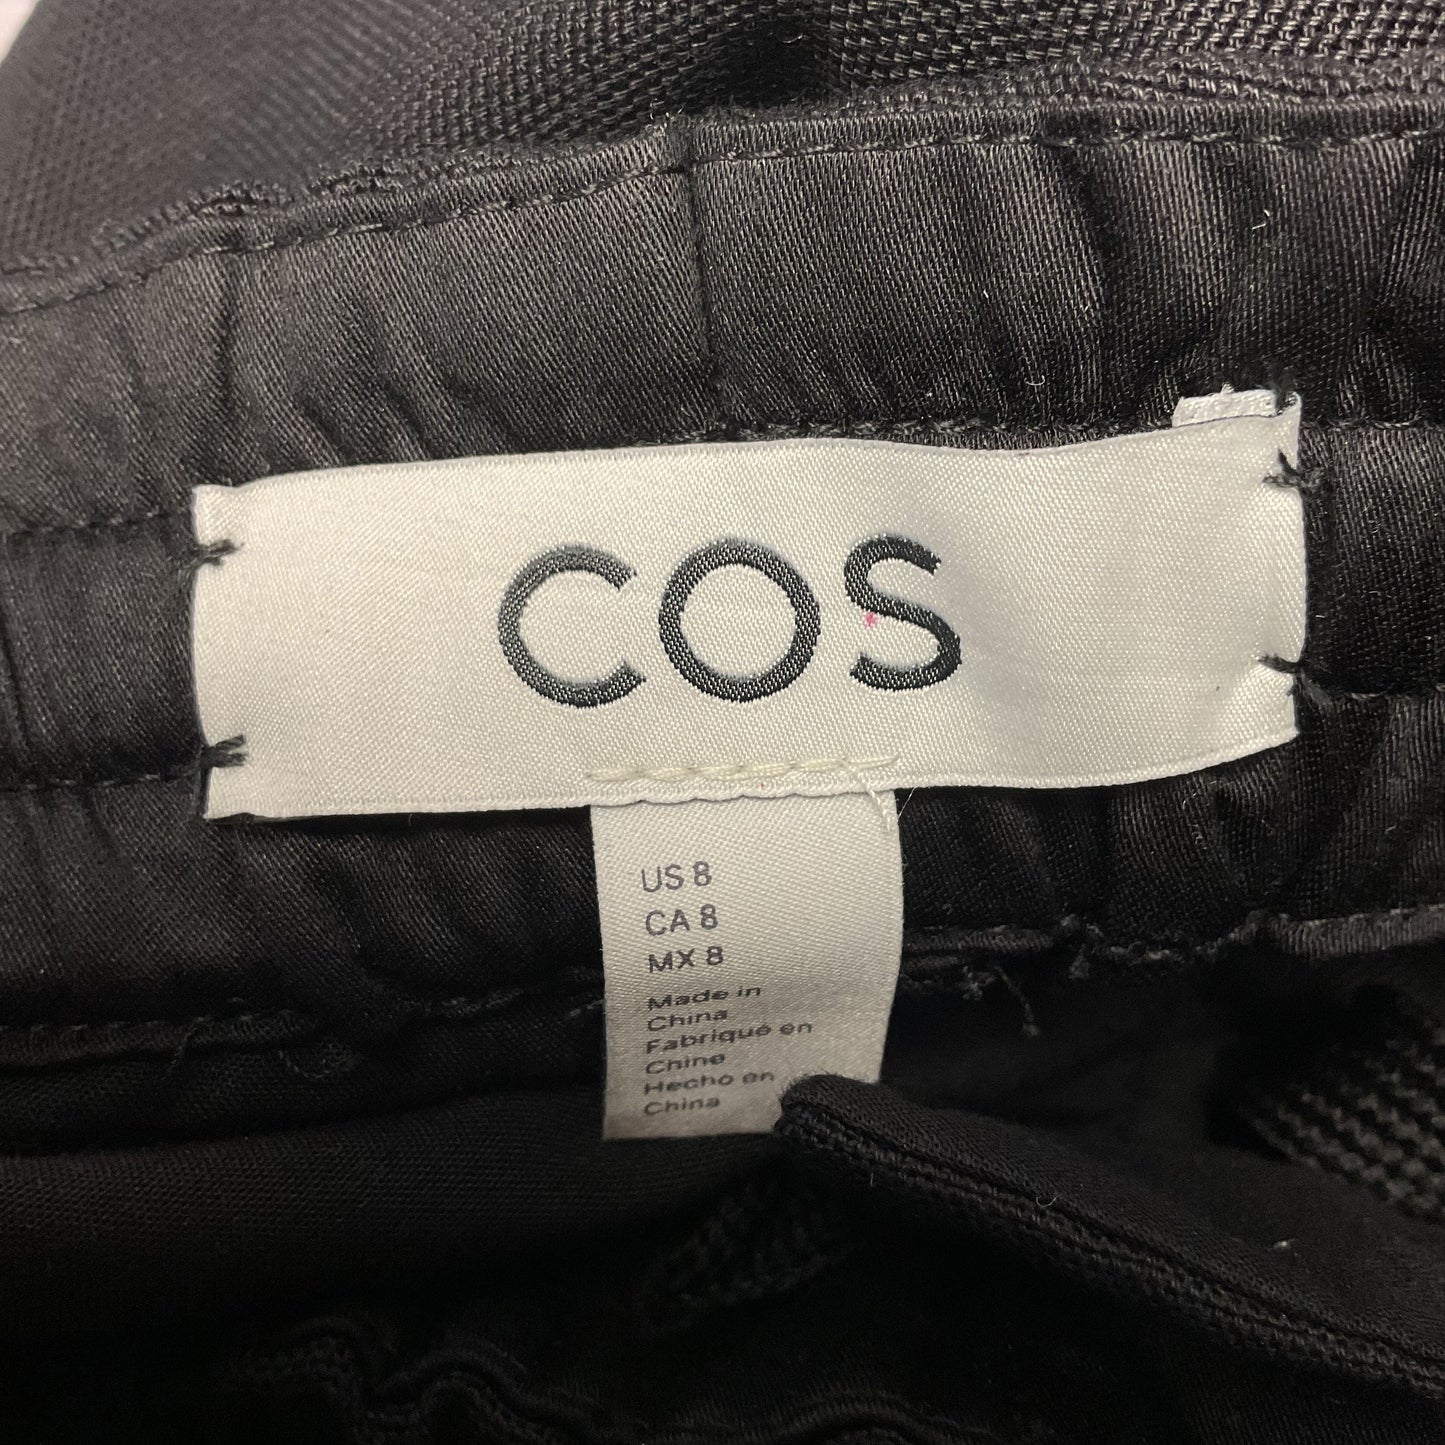 COS
US 8
CA 8
MX 8
Made in
China
Fabriqué en
Chine
Hecho en
China